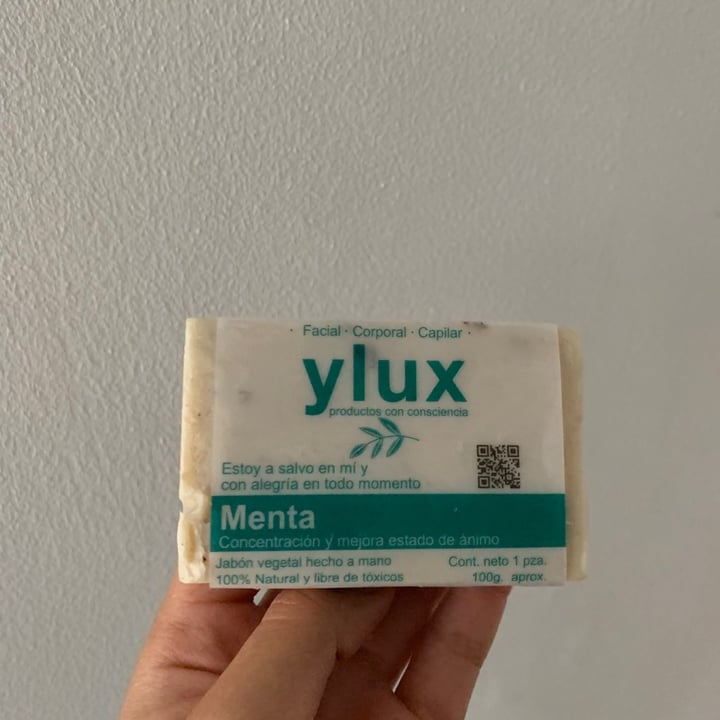 · Facial · Corporal · Capilar ·
ylux
productos con consciencia
Estoy a salvo en mí y
con alegría en todo momento
Menta
Concentración y mejora estado de ánimo
Jabón vegetal hecho a mano
100% Natural y libre de tóxicos
Cont. neto 1 pza.
100g. aprox.